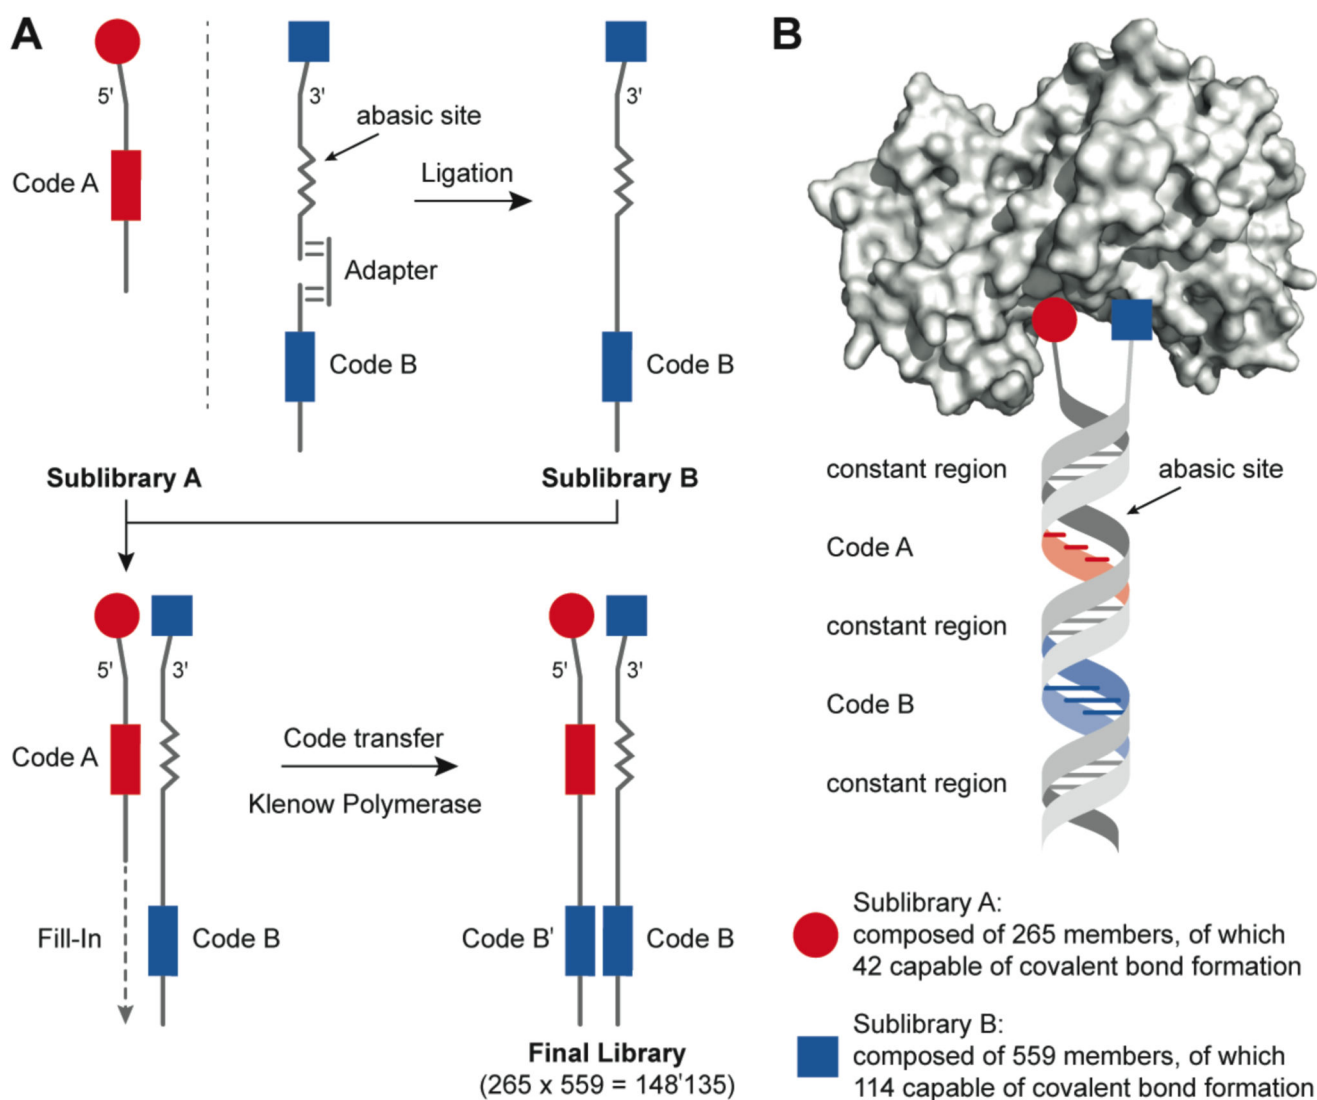 A
5'
Code A
3'
abasic site
Adapter
Code B
Ligation
3'
Code B
Sublibrary A
Sublibrary B
5'
3'
Code A
Fill-In
Code B
Code transfer
Klenow Polymerase
5'
3'
Code B'
Code B
Final Library
(265 x 559 = 148'135)
B
constant region
abasic site
Code A
constant region
Code B
constant region
Sublibrary A:
composed of 265 members, of which
42 capable of covalent bond formation
Sublibrary B:
composed of 559 members, of which
114 capable of covalent bond formation